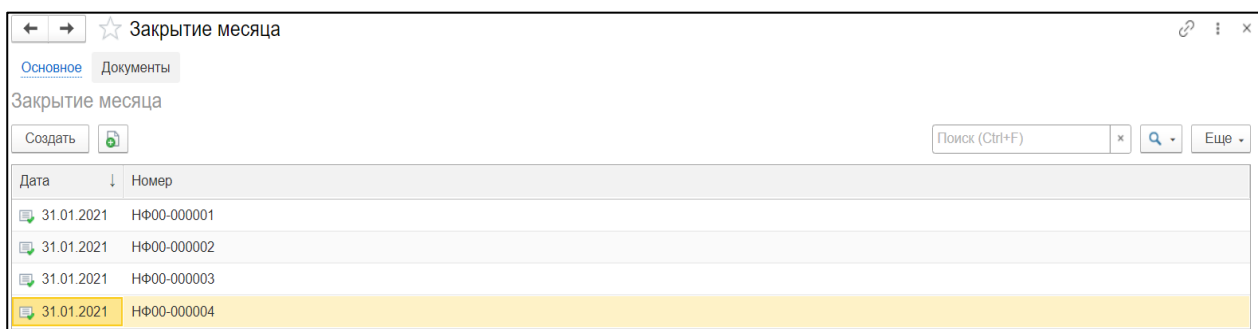 Закрытие месяца
Основное Документы
Закрытие месяца
Создать Поиск (Ctrl+F) × Еще
Дата ↓ Номер
31.01.2021 НФ00-000001
31.01.2021 НФ00-000002
31.01.2021 НФ00-000003
31.01.2021 НФ00-000004